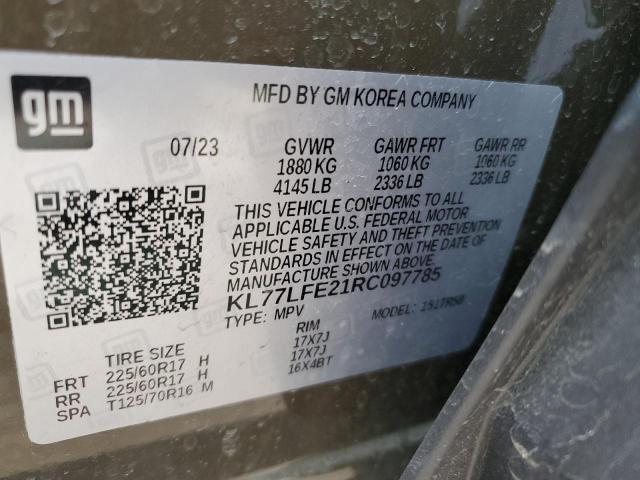 gm
MFD BY GM KOREA COMPANY
07/23 GVWR GAWR FRT GAWR RR
1880 KG 1060 KG 1060 KG
4145 LB 2336 LB 2336 LB
THIS VEHICLE CONFORMS TO ALL
APPLICABLE U.S. FEDERAL MOTOR
VEHICLE SAFETY AND THEFT PREVENTION
STANDARDS IN EFFECT ON THE DATE OF
MANUFACTURE SHOWN ABOVE.
KL77LFE21RC097785
TYPE: MPV MODEL: 151TR58
TIRE SIZE RIM
FRT 225/60R17 H 17X7J
RR 225/60R17 H 17X7J
SPA T125/70R16 M 16X4BT